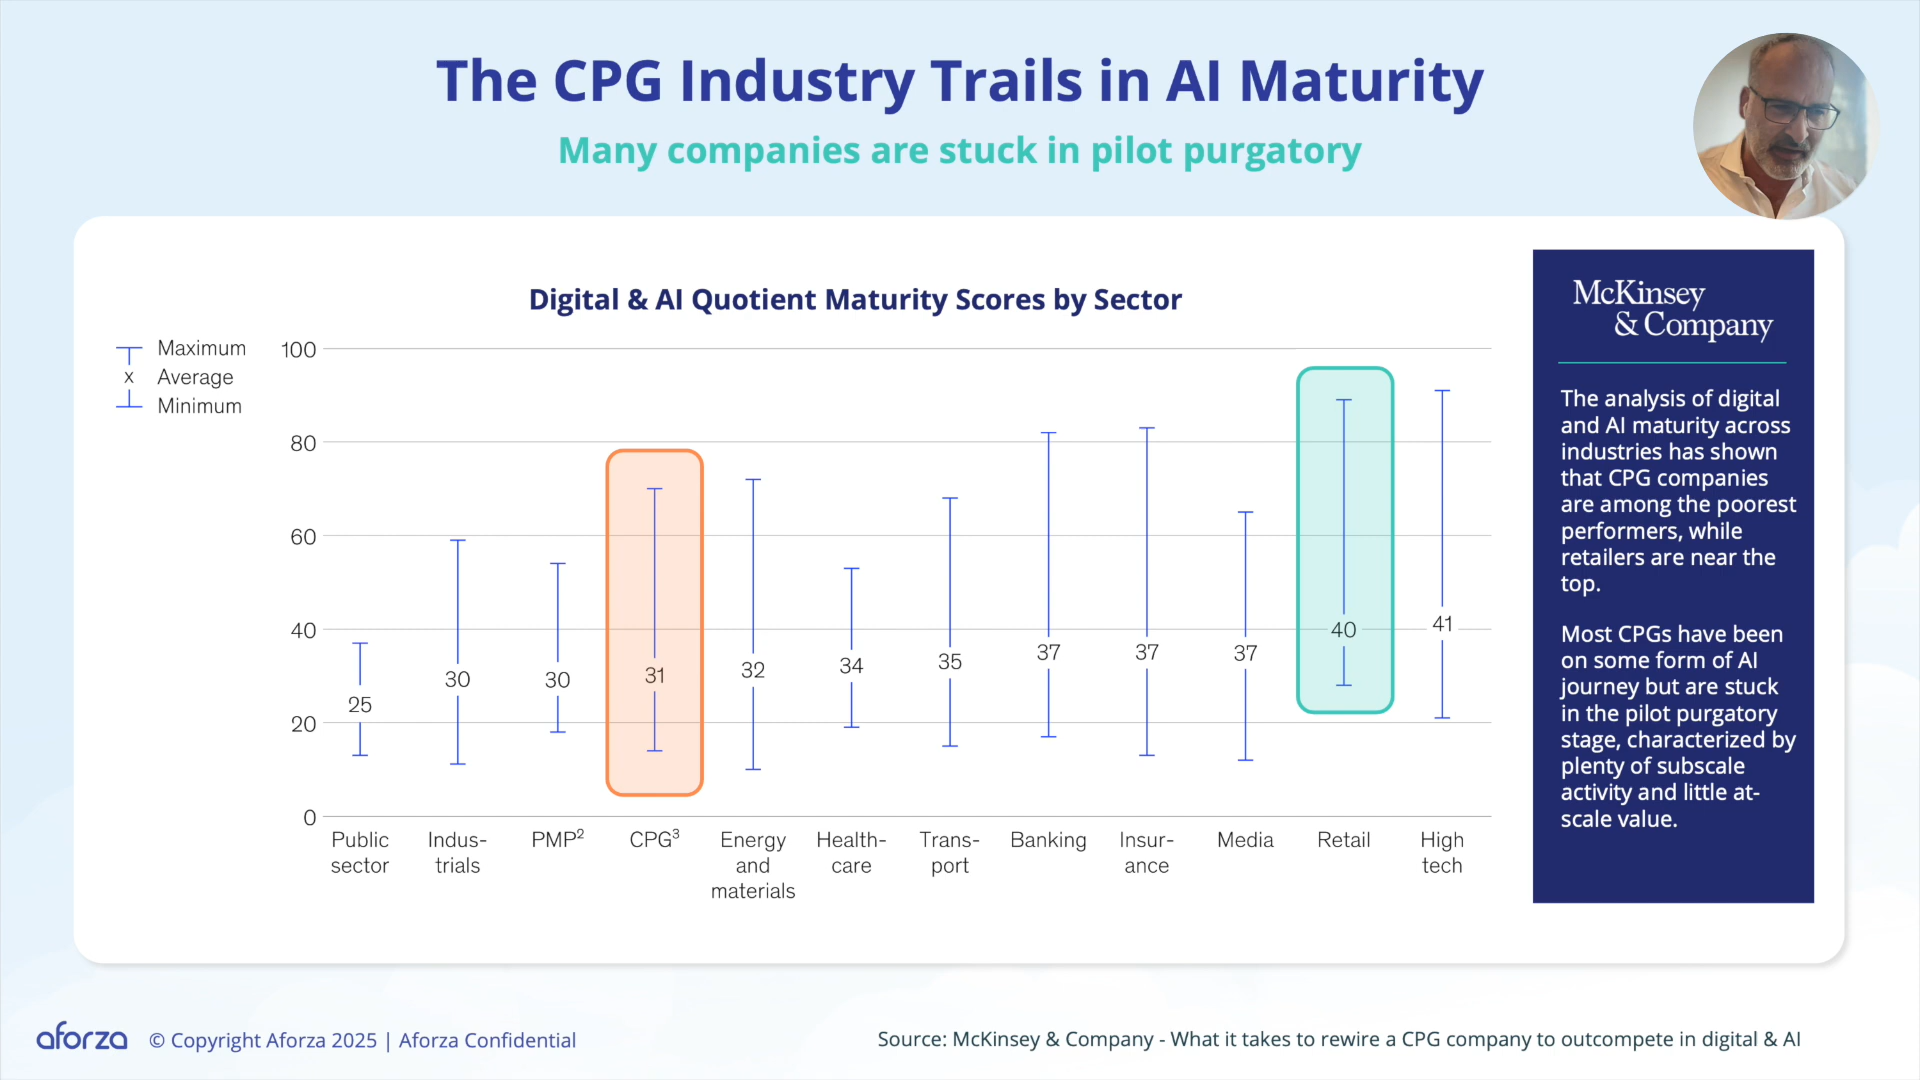 The CPG Industry Trails in AI Maturity
Many companies are stuck in pilot purgatory
Digital & AI Quotient Maturity Scores by Sector
Maximum
x Average
Minimum
100
80
60
40
20
0
25
30
30
31
32
34
35
37
37
37
40
41
Public sector
Indus-
trials
PMP²
CPG³
Energy
and
materials
Health-
care
Trans-
port
Banking
Insur-
ance
Media
Retail
High
tech
McKinsey
& Company
The analysis of digital
and AI maturity across
industries has shown
that CPG companies
are among the poorest
performers, while
retailers are near the
top.
Most CPGs have been
on some form of AI
journey but are stuck
in the pilot purgatory
stage, characterized by
plenty of subscale
activity and little at-
scale value.
aforza © Copyright Aforza 2025 | Aforza Confidential
Source: McKinsey & Company - What it takes to rewire a CPG company to outcompete in digital & AI